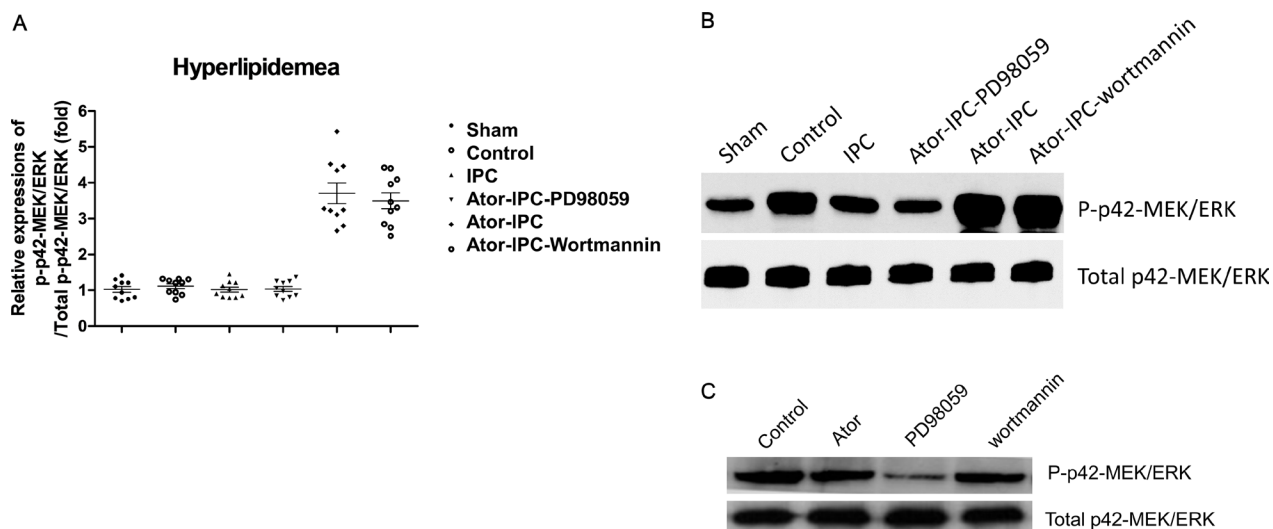 A
Hyperlipidemea
Relative expressions of
p-p42-MEK/ERK
/Total p-p42-MEK/ERK (fold)
6
5
4
3
2
1
0
Sham
Control
IPC
Ator-IPC-PD98059
Ator-IPC
Ator-IPC-Wortmannin
B
Sham
Control
IPC
Ator-IPC-PD98059
Ator-IPC
Ator-IPC-wortmannin
P-p42-MEK/ERK
Total p42-MEK/ERK
C
Control
Ator
PD98059
wortmannin
P-p42-MEK/ERK
Total p42-MEK/ERK